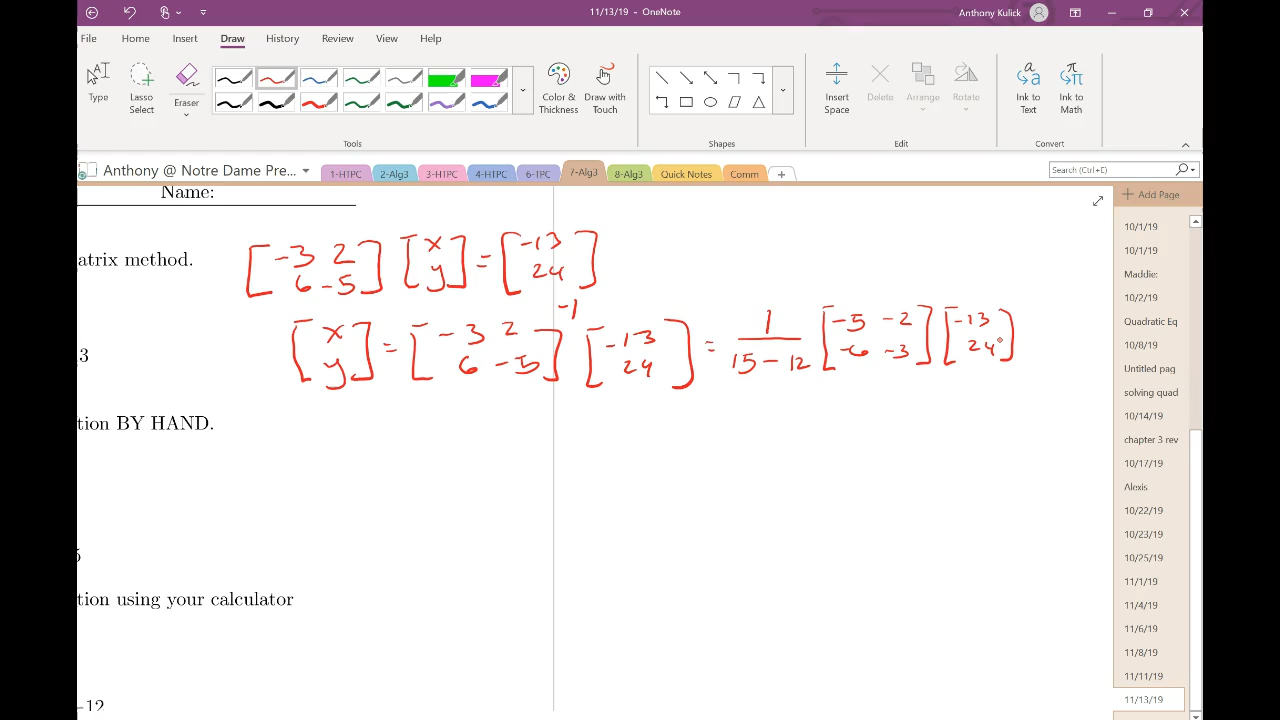 11/13/19 - OneNote
Anthony Kulick
File Home Insert Draw History Review View Help
Type
Lasso Select
Eraser
Color & Thickness
Draw with Touch
Insert Space
Delete
Arrange
Rotate
Ink to Text
Ink to Math
Tools
Shapes
Edit
Convert
Anthony @ Notre Dame Pre...
1-HTPC 2-Alg3 3-HTPC 4-HTPC 6-TPC 7-Alg3 8-Alg3 Quick Notes Comm +
Search (Ctrl+E)
Add Page
10/1/19
10/1/19
Maddie:
10/2/19
Quadratic Eq
10/8/19
Untitled pag
solving quad
10/14/19
chapter 3 rev
10/17/19
Alexis
10/22/19
10/23/19
10/25/19
11/1/19
11/4/19
11/6/19
11/8/19
11/11/19
11/13/19
Name:
atrix method.
3
tion BY HAND.
5
tion using your calculator
-12
[-3 2
6 -5] [x
y] = [-13
24]
[x
y] = [-3 2
6 -5]^-1 [-13
24] = 1/(15-12) [-5 -2
-6 -3] [-13
24]